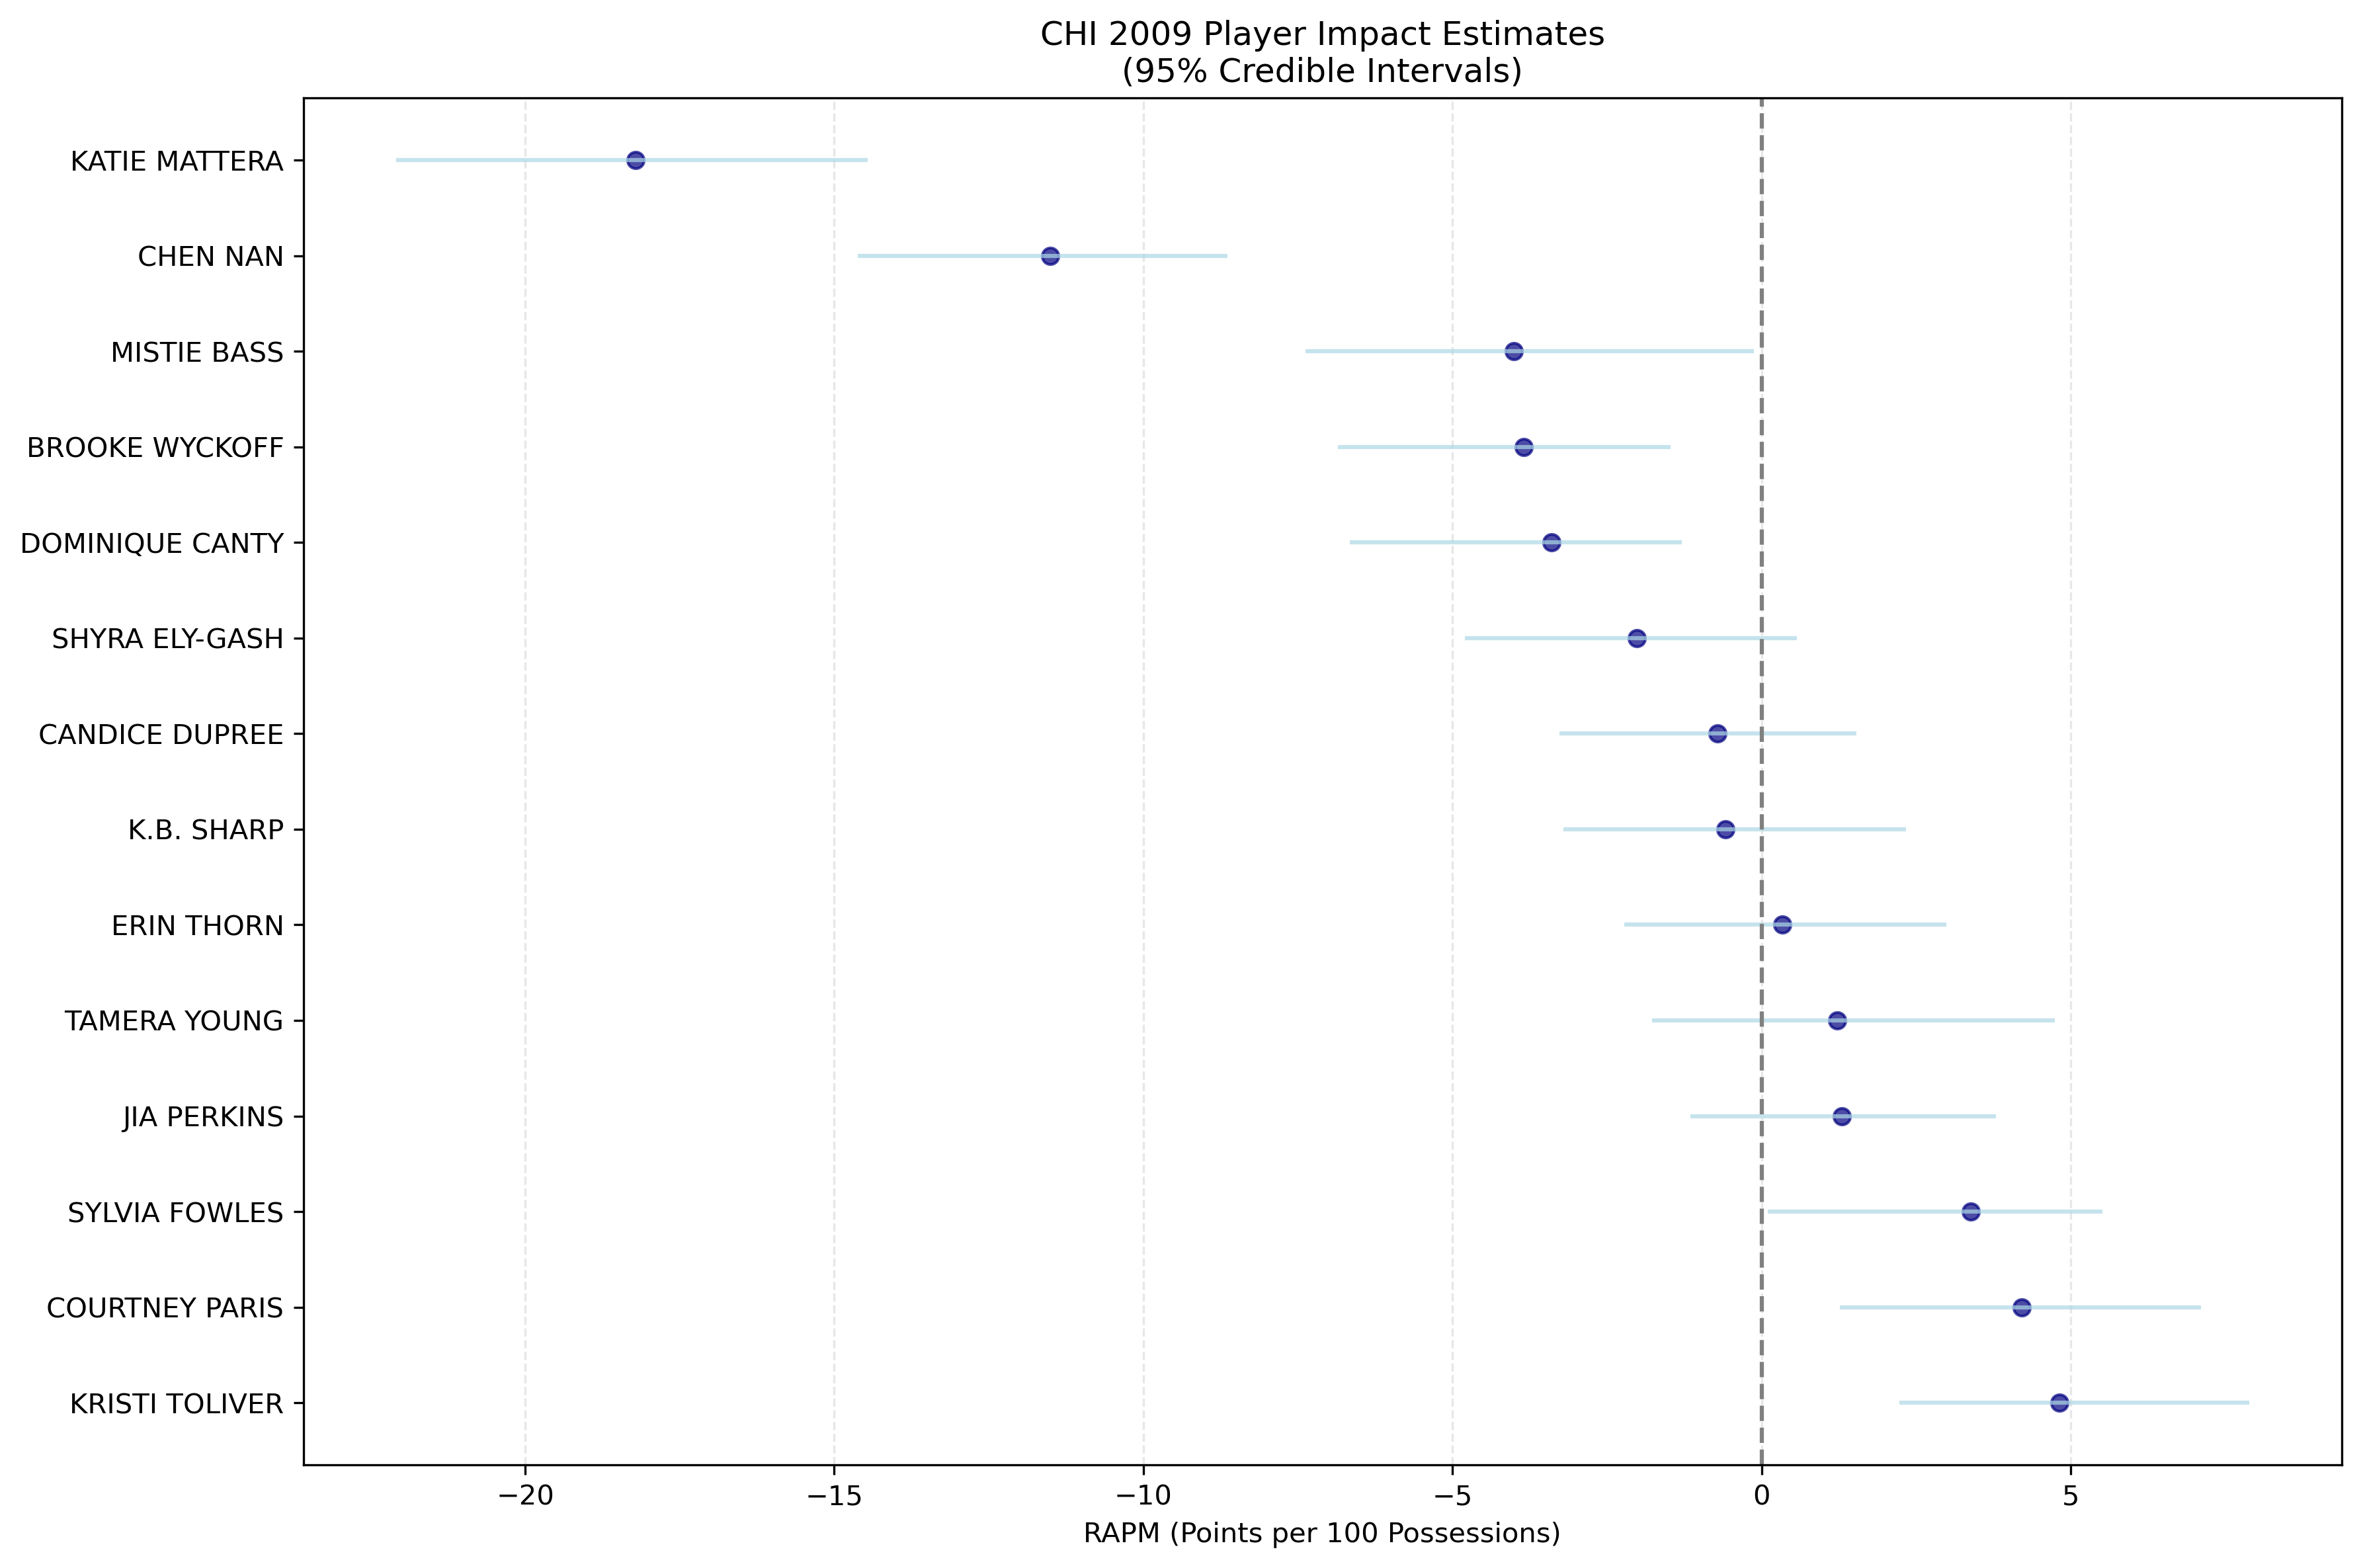 CHI 2009 Player Impact Estimates
(95% Credible Intervals)
KATIE MATTERA
CHEN NAN
MISTIE BASS
BROOKE WYCKOFF
DOMINIQUE CANTY
SHYRA ELY-GASH
CANDICE DUPREE
K.B. SHARP
ERIN THORN
TAMERA YOUNG
JIA PERKINS
SYLVIA FOWLES
COURTNEY PARIS
KRISTI TOLIVER
−20 −15 −10 −5 0 5
RAPM (Points per 100 Possessions)